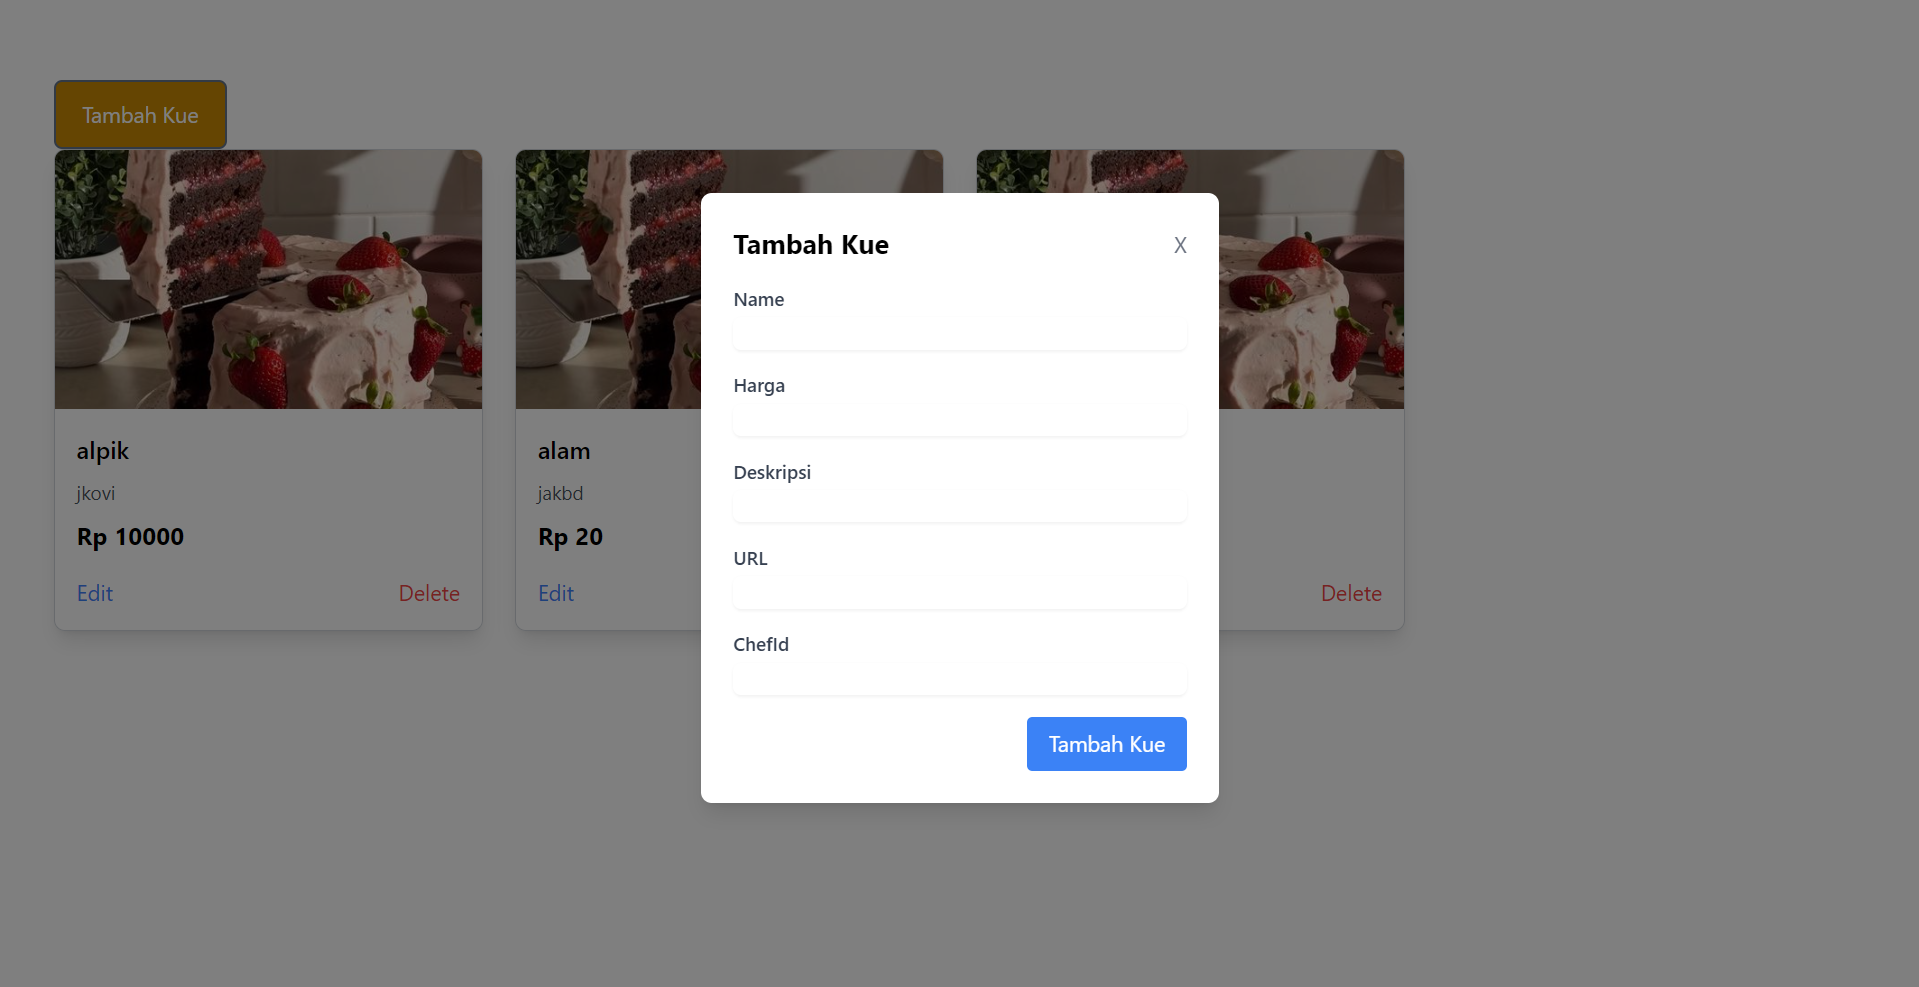 Tambah Kue
alpik
jkovi
Rp 10000
Edit
Delete
alam
jakbd
Rp 20
Edit
Delete
Tambah Kue
X
Name
Harga
Deskripsi
URL
ChefId
Tambah Kue